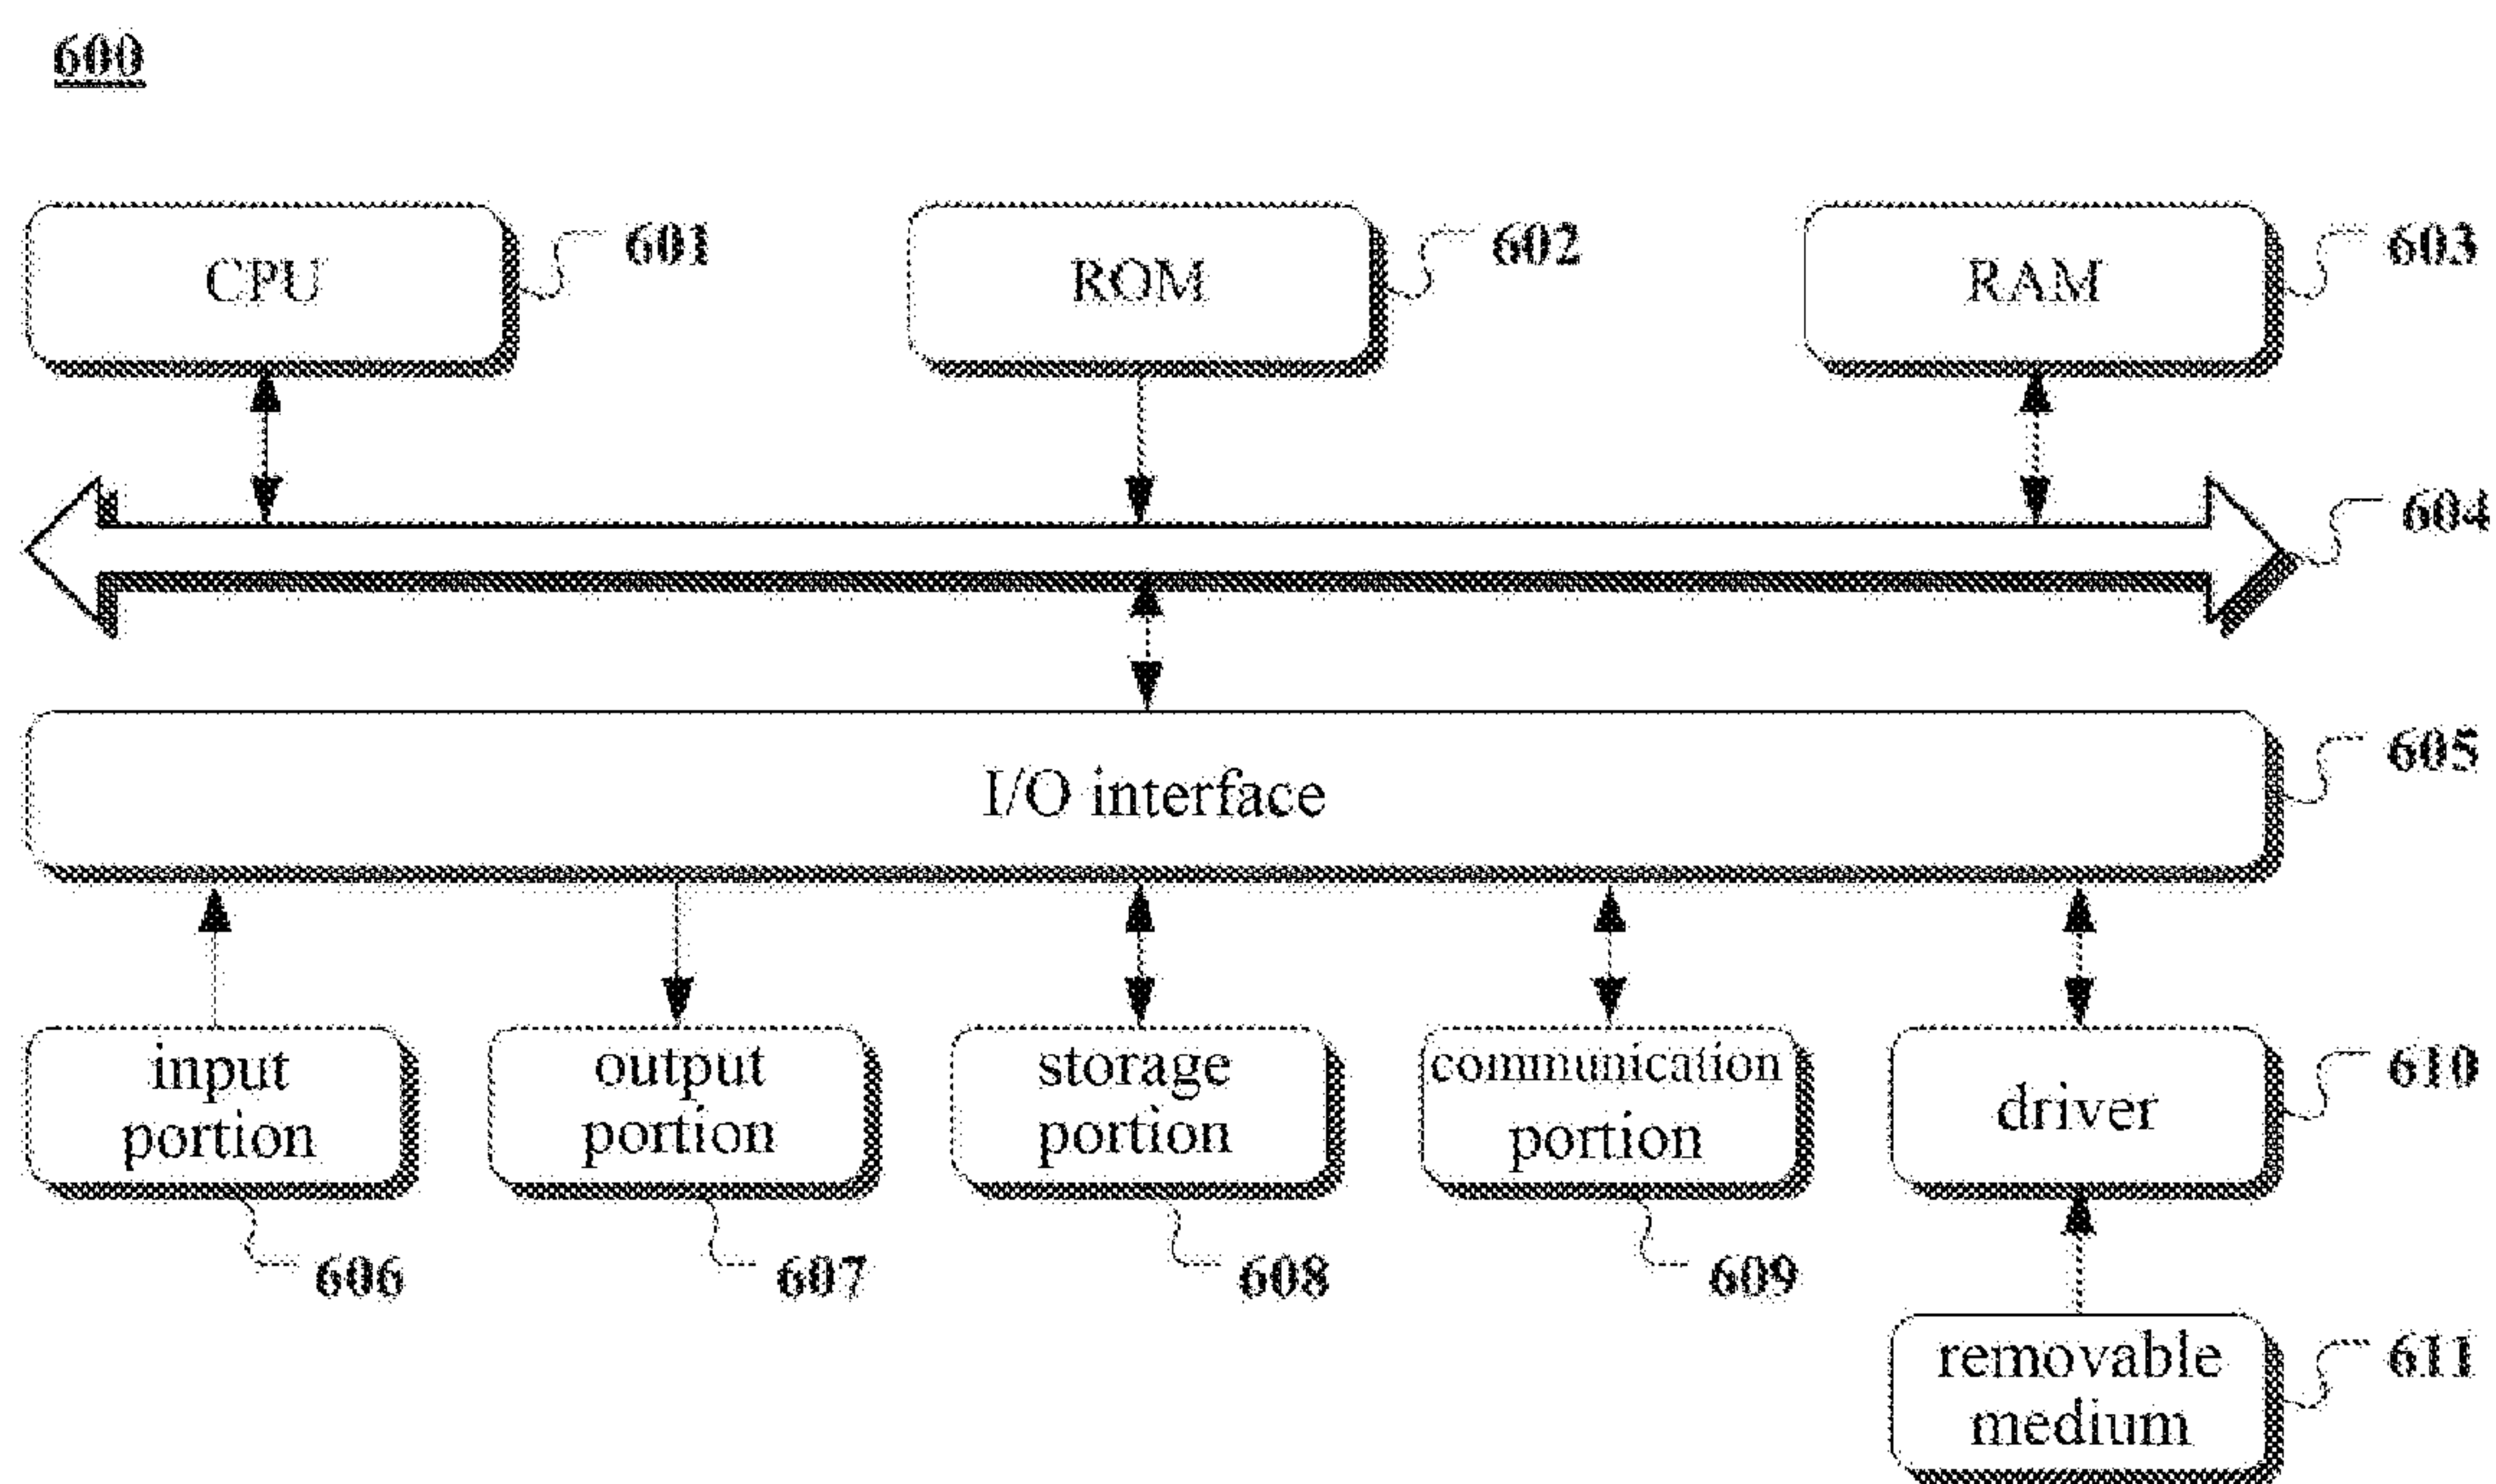 600
CPU
601
ROM
602
RAM
603
604
I/O interface
605
input
portion
606
output
portion
607
storage
portion
608
communication
portion
609
driver
610
removable
medium
611